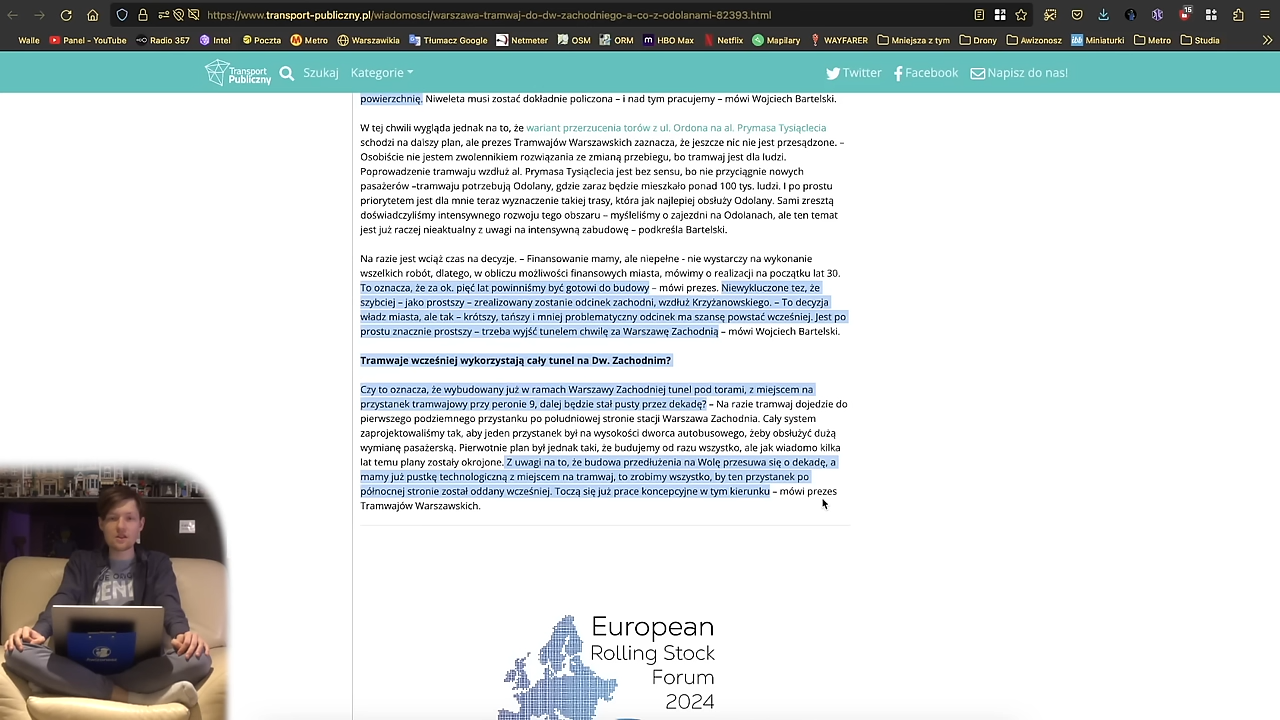 https://www.transport-publiczny.pl/wiadomosci/warszawa-tramwaj-do-dw-zachodniego-a-co-z-odolanami-82393.html
15
Walle
Panel - YouTube
Radio 357
Intel
Poczta
Metro
Warszawikia
Tłumacz Google
Netmeter
OSM
ORM
HBO Max
Netflix
Mapilary
WAYFARER
Mniejsza z tym
Drony
Awizonosz
Miniaturki
Metro
Studia
Transport
Publiczny
Szukaj
Kategorie
Twitter
Facebook
Napisz do nas!
powierzchnię. Niweleta musi zostać dokładnie policzona – i nad tym pracujemy – mówi Wojciech Bartelski.
W tej chwili wygląda jednak na to, że wariant przerzucenia torów z ul. Ordona na al. Prymasa Tysiąclecia
schodzi na dalszy plan, ale prezes Tramwajów Warszawskich zaznacza, że jeszcze nic nie jest przesądzone. –
Osobiście nie jestem zwolennikiem rozwiązania ze zmianą przebiegu, bo tramwaj jest dla ludzi.
Poprowadzenie tramwaju wzdłuż al. Prymasa Tysiąclecia jest bez sensu, bo nie przyciągnie nowych
pasażerów –tramwaju potrzebują Odolany, gdzie zaraz będzie mieszkało ponad 100 tys. ludzi. I po prostu
priorytetem jest dla mnie teraz wyznaczenie takiej trasy, która jak najlepiej obsłuży Odolany. Sami zresztą
doświadczyliśmy intensywnego rozwoju tego obszaru – myśleliśmy o zajezdni na Odolanach, ale ten temat
jest już raczej nieaktualny z uwagi na intensywną zabudowę – podkreśla Bartelski.
Na razie jest wciąż czas na decyzje. – Finansowanie mamy, ale niepełne - nie wystarczy na wykonanie
wszelkich robót, dlatego, w obliczu możliwości finansowych miasta, mówimy o realizacji na początku lat 30.
To oznacza, że za ok. pięć lat powinniśmy być gotowi do budowy – mówi prezes. Niewykluczone tez, że
szybciej – jako prostszy – zrealizowany zostanie odcinek zachodni, wzdłuż Krzyżanowskiego. – To decyzja
władz miasta, ale tak – krótszy, tańszy i mniej problematyczny odcinek ma szansę powstać wcześniej. Jest po
prostu znacznie prostszy – trzeba wyjść tunelem chwilę za Warszawę Zachodnią – mówi Wojciech Bartelski.
Tramwaje wcześniej wykorzystają cały tunel na Dw. Zachodnim?
Czy to oznacza, że wybudowany już w ramach Warszawy Zachodniej tunel pod torami, z miejscem na
przystanek tramwajowy przy peronie 9, dalej będzie stał pusty przez dekadę? – Na razie tramwaj dojedzie do
pierwszego podziemnego przystanku po południowej stronie stacji Warszawa Zachodnia. Cały system
zaprojektowaliśmy tak, aby jeden przystanek był na wysokości dworca autobusowego, żeby obsłużyć dużą
wymianę pasażerską. Pierwotnie plan był jednak taki, że budujemy od razu wszystko, ale jak wiadomo kilka
lat temu plany zostały okrojone. Z uwagi na to, że budowa przedłużenia na Wolę przesuwa się o dekadę, a
mamy już pustkę technologiczną z miejscem na tramwaj, to zrobimy wszystko, by ten przystanek po
północnej stronie został oddany wcześniej. Toczą się już prace koncepcyjne w tym kierunku – mówi prezes
Tramwajów Warszawskich.
European
Rolling Stock
Forum
2024